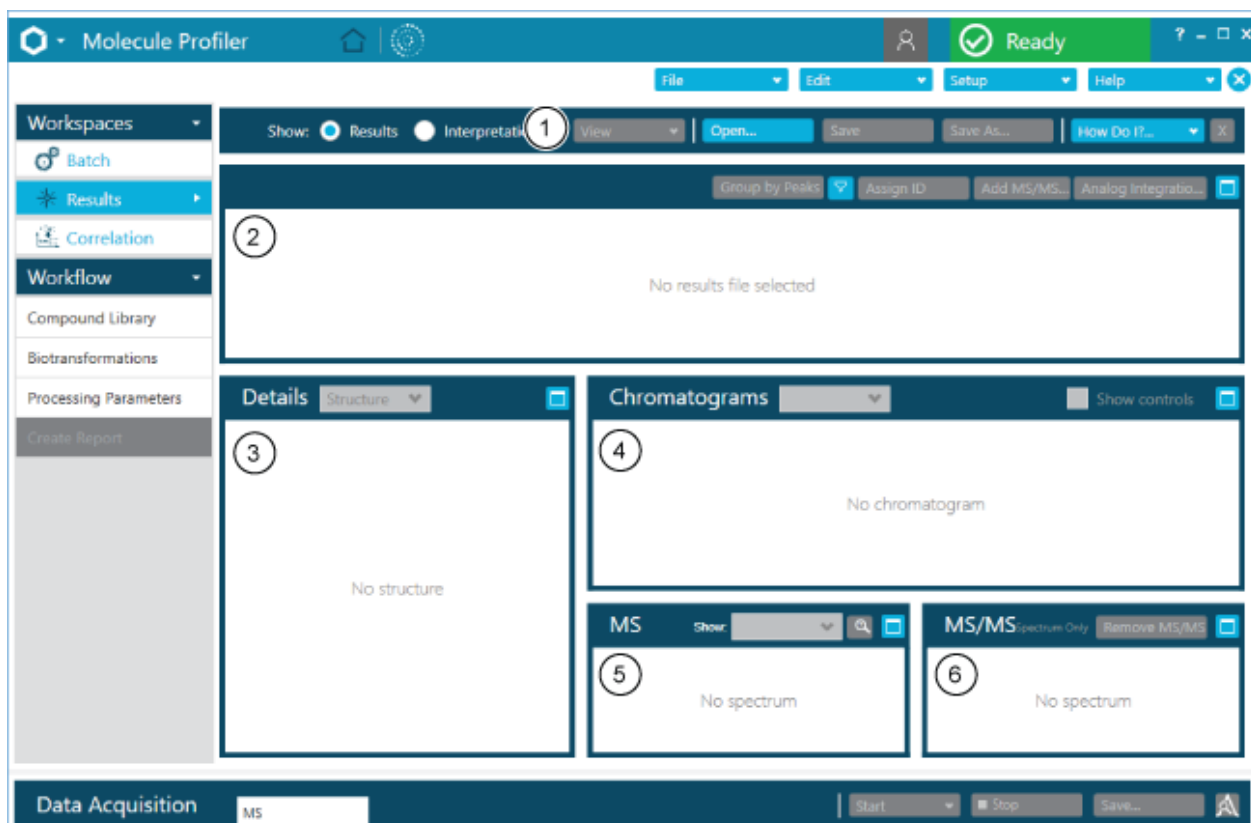 Molecule Profiler
Ready
?
File Edit Setup Help
Workspaces
Batch
Results
Correlation
Workflow
Compound Library
Biotransformations
Processing Parameters
Create Report
Show: Results Interpretati 1 View Open... Save Save As... How Do I?... X
Group by Peaks Assign ID Add MS/MS... Analog Integratio...
2
No results file selected
Details Structure
3
No structure
Chromatograms Show controls
4
No chromatogram
MS Show:
5
No spectrum
MS/MS Spectrum Only Remove MS/MS
6
No spectrum
Data Acquisition MS Start Stop Save...